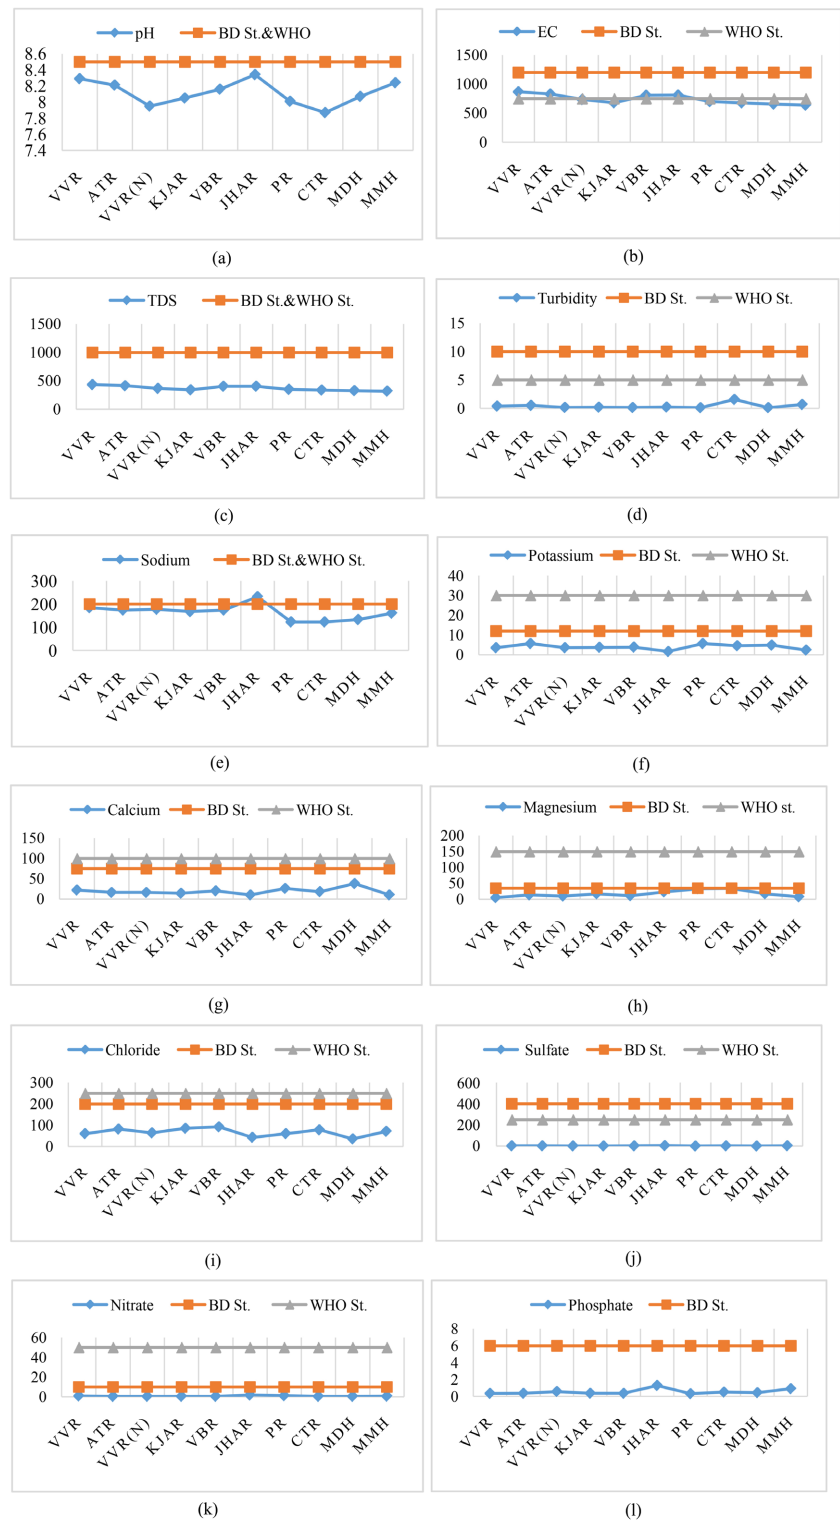 pH BD St.&WHO
8.6
8.4
8.2
8
7.8
7.6
7.4
VVR ATR VVR(N) KJAR VBR JHAR PR CTR MDH MMH
(a)
EC BD St. WHO St.
1500
1000
500
0
VVR ATR VVR(N) KJAR VBR JHAR PR CTR MDH MMH
(b)
TDS BD St.&WHO St.
1500
1000
500
0
VVR ATR VVR(N) KJAR VBR JHAR PR CTR MDH MMH
(c)
Turbidity BD St. WHO St.
15
10
5
0
VVR ATR VVR(N) KJAR VBR JHAR PR CTR MDH MMH
(d)
Sodium BD St.&WHO St.
300
200
100
0
VVR ATR VVR(N) KJAR VBR JHAR PR CTR MDH MMH
(e)
Potassium BD St. WHO St.
40
30
20
10
0
VVR ATR VVR(N) KJAR VBR JHAR PR CTR MDH MMH
(f)
Calcium BD St. WHO St.
150
100
50
0
VVR ATR VVR(N) KJAR VBR JHAR PR CTR MDH MMH
(g)
Magnesium BD St. WHO st.
200
150
100
50
0
VVR ATR VVR(N) KJAR VBR JHAR PR CTR MDH MMH
(h)
Chloride BD St. WHO St.
300
200
100
0
VVR ATR VVR(N) KJAR VBR JHAR PR CTR MDH MMH
(i)
Sulfate BD St. WHO St.
600
400
200
0
VVR ATR VVR(N) KJAR VBR JHAR PR CTR MDH MMH
(j)
Nitrate BD St. WHO St.
60
40
20
0
VVR ATR VVR(N) KJAR VBR JHAR PR CTR MDH MMH
(k)
Phosphate BD St.
8
6
4
2
0
VVR ATR VVR(N) KJAR VBR JHAR PR CTR MDH MMH
(l)